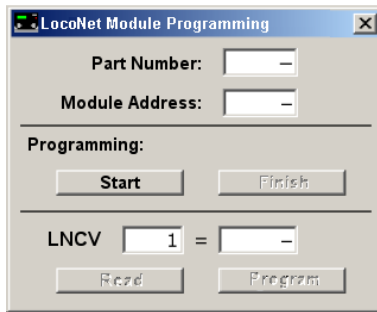 LocoNet Module Programming
Part Number: –
Module Address: –
Programming:
Start Finish
LNCV 1 = –
Read Program